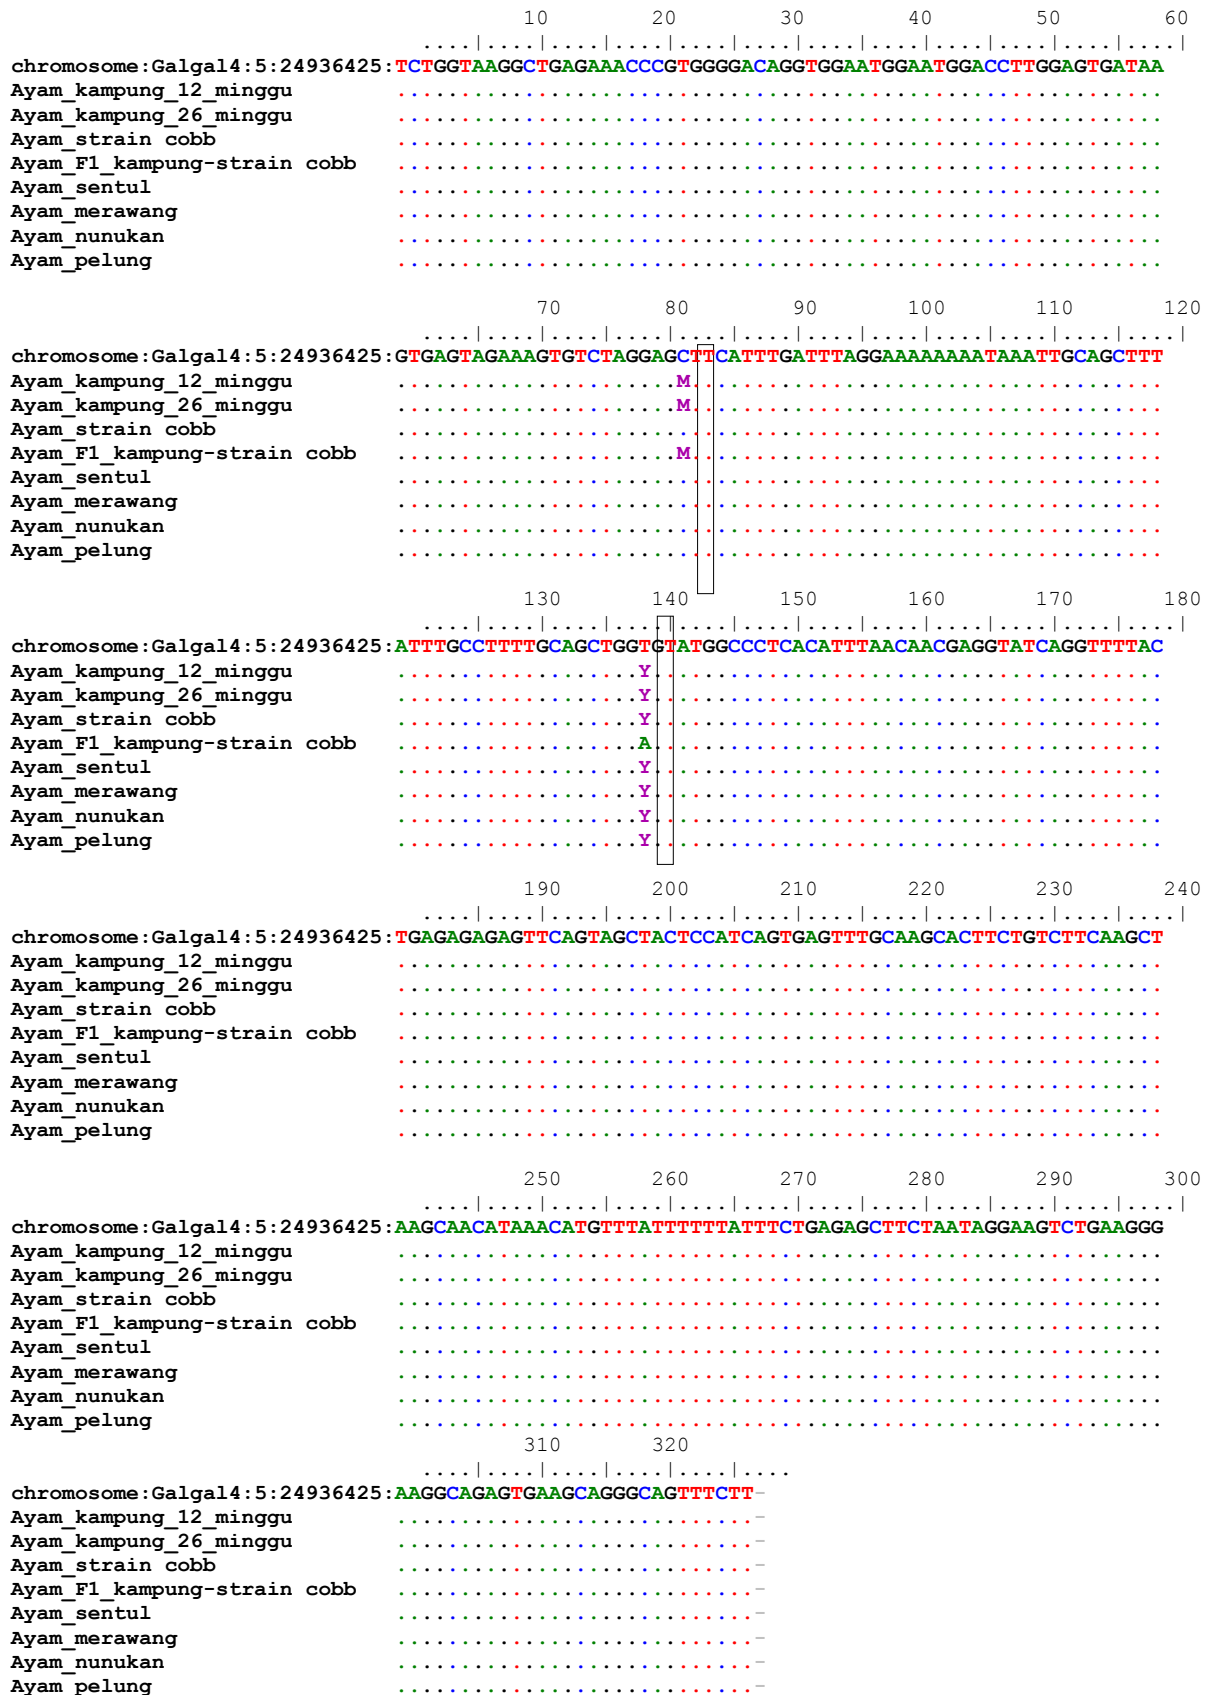 10 20 30 40 50 60
....|....|....|....|....|....|....|....|....|....|....|....|
chromosome:Galgal4:5:24936425:TCTGGTAAGGCTGAGAAACCCGTGGGGACAGGTGGAATGGAATGGACCTTGGAGTGATAA
Ayam_kampung_12_minggu ............................................................
Ayam_kampung_26_minggu ............................................................
Ayam_strain cobb ............................................................
Ayam_F1_kampung-strain cobb ............................................................
Ayam_sentul ............................................................
Ayam_merawang ............................................................
Ayam_nunukan ............................................................
Ayam_pelung ............................................................
70 80 90 100 110 120
....|....|....|....|....|....|....|....|....|....|....|....|
chromosome:Galgal4:5:24936425:GTGAGTAGAAAGTGTCTAGGAGCTTCATTTGATTTAGGAAAAAAAATAAATTGCAGCTTT
Ayam_kampung_12_minggu ......................M.....................................
Ayam_kampung_26_minggu ......................M.....................................
Ayam_strain cobb ............................................................
Ayam_F1_kampung-strain cobb ......................M.....................................
Ayam_sentul ............................................................
Ayam_merawang ............................................................
Ayam_nunukan ............................................................
Ayam_pelung ............................................................
130 140 150 160 170 180
....|....|....|....|....|....|....|....|....|....|....|....|
chromosome:Galgal4:5:24936425:ATTTGCCTTTTGCAGCTGGTGTATGGCCCTCACATTTAACAACGAGGTATCAGGTTTTAC
Ayam_kampung_12_minggu ...................Y........................................
Ayam_kampung_26_minggu ...................Y........................................
Ayam_strain cobb ...................Y........................................
Ayam_F1_kampung-strain cobb ...................A........................................
Ayam_sentul ...................Y........................................
Ayam_merawang ...................Y........................................
Ayam_nunukan ...................Y........................................
Ayam_pelung ...................Y........................................
190 200 210 220 230 240
....|....|....|....|....|....|....|....|....|....|....|....|
chromosome:Galgal4:5:24936425:TGAGAGAGAGTTCAGTAGCTACTCCATCAGTGAGTTTGCAAGCACTTCTGTCTTCAAGCT
Ayam_kampung_12_minggu ............................................................
Ayam_kampung_26_minggu ............................................................
Ayam_strain cobb ............................................................
Ayam_F1_kampung-strain cobb ............................................................
Ayam_sentul ............................................................
Ayam_merawang ............................................................
Ayam_nunukan ............................................................
Ayam_pelung ............................................................
250 260 270 280 290 300
....|....|....|....|....|....|....|....|....|....|....|....|
chromosome:Galgal4:5:24936425:AAGCAACATAAACATGTTTATTTTTTATTTCTGAGAGCTTCTAATAGGAAGTCTGAAGGG
Ayam_kampung_12_minggu ............................................................
Ayam_kampung_26_minggu ............................................................
Ayam_strain cobb ............................................................
Ayam_F1_kampung-strain cobb ............................................................
Ayam_sentul ............................................................
Ayam_merawang ............................................................
Ayam_nunukan ............................................................
Ayam_pelung ............................................................
310 320
....|....|....|....|....|....
chromosome:Galgal4:5:24936425:AAGGCAGAGTGAAGCAGGGCAGTTTCTT-
Ayam_kampung_12_minggu ............................-
Ayam_kampung_26_minggu ............................-
Ayam_strain cobb ............................-
Ayam_F1_kampung-strain cobb ............................-
Ayam_sentul ............................-
Ayam_merawang ............................-
Ayam_nunukan ............................-
Ayam_pelung ............................-